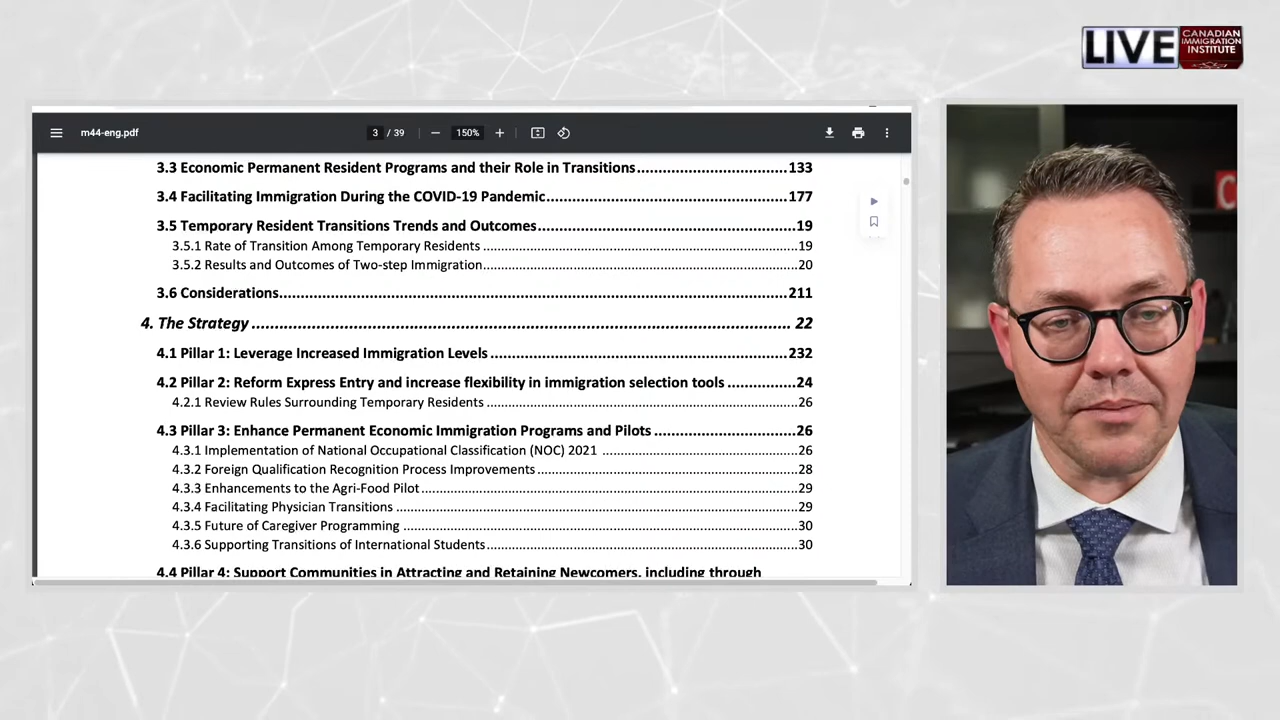 LIVE
CANADIAN
IMMIGRATION
INSTITUTE
m44-eng.pdf
3 / 39
150%
3.3 Economic Permanent Resident Programs and their Role in Transitions.....................................133
3.4 Facilitating Immigration During the COVID-19 Pandemic...........................................................177
3.5 Temporary Resident Transitions Trends and Outcomes................................................................19
3.5.1 Rate of Transition Among Temporary Residents ..............................................................................19
3.5.2 Results and Outcomes of Two-step Immigration..............................................................................20
3.6 Considerations...............................................................................................................................211
4. The Strategy ....................................................................................................................................... 22
4.1 Pillar 1: Leverage Increased Immigration Levels .........................................................................232
4.2 Pillar 2: Reform Express Entry and increase flexibility in immigration selection tools .................24
4.2.1 Review Rules Surrounding Temporary Residents .............................................................................26
4.3 Pillar 3: Enhance Permanent Economic Immigration Programs and Pilots ...................................26
4.3.1 Implementation of National Occupational Classification (NOC) 2021 ................................................26
4.3.2 Foreign Qualification Recognition Process Improvements ................................................................28
4.3.3 Enhancements to the Agri-Food Pilot ...............................................................................................29
4.3.4 Facilitating Physician Transitions ......................................................................................................29
4.3.5 Future of Caregiver Programming ....................................................................................................30
4.3.6 Supporting Transitions of International Students..............................................................................30
4.4 Pillar 4: Support Communities in Attracting and Retaining Newcomers, including through
C